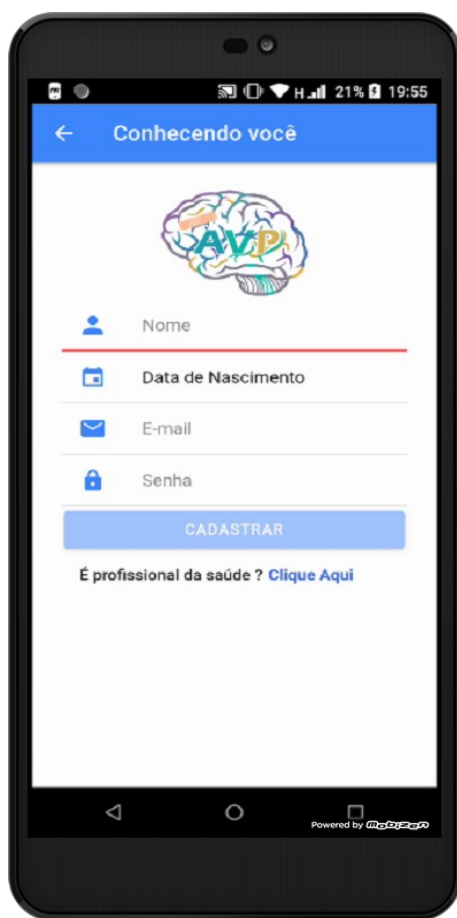 H 21% 19:55
Conhecendo você
AVP
Nome
Data de Nascimento
E-mail
Senha
CADASTRAR
É profissional da saúde ? Clique Aqui
Powered by Mobizen